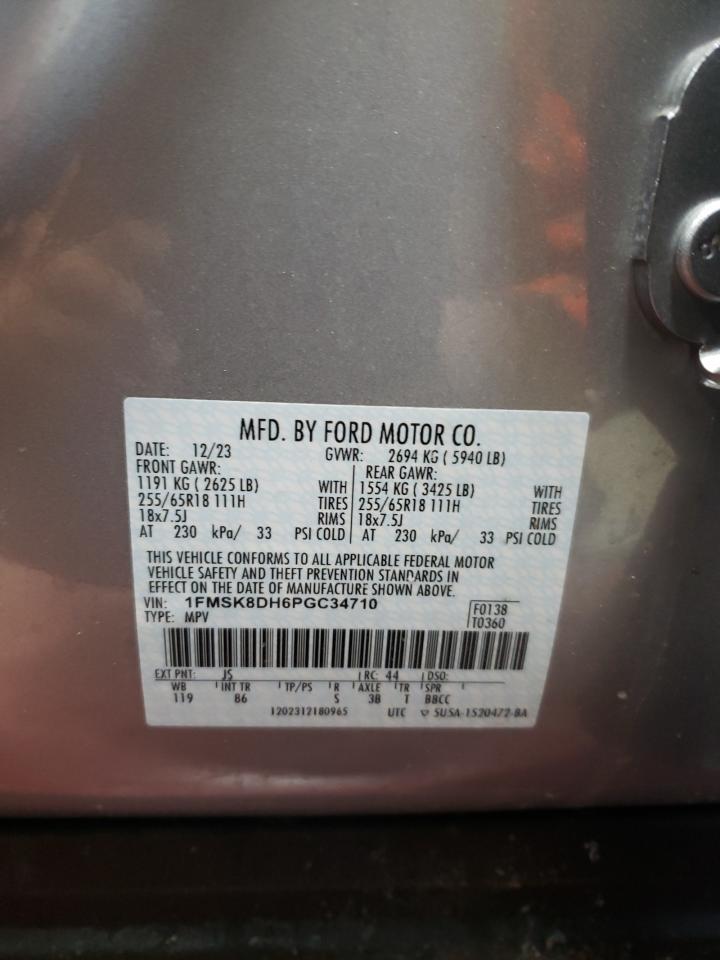 MFD. BY FORD MOTOR CO.
DATE: 12/23 GVWR: 2694 KG ( 5940 LB)
FRONT GAWR: REAR GAWR:
1191 KG ( 2625 LB) WITH 1554 KG ( 3425 LB) WITH
255/65R18 111H TIRES 255/65R18 111H TIRES
18x7.5J RIMS 18x7.5J RIMS
AT 230 kPa/ 33 PSI COLD AT 230 kPa/ 33 PSI COLD
THIS VEHICLE CONFORMS TO ALL APPLICABLE FEDERAL MOTOR
VEHICLE SAFETY AND THEFT PREVENTION STANDARDS IN
EFFECT ON THE DATE OF MANUFACTURE SHOWN ABOVE.
VIN: 1FMSK8DH6PGC34710 F0138
TYPE: MPV T0360
EXT PNT: JS RC: 44 DSO:
WB INT TR TP/PS R AXLE TR SPR
119 86 S 3B T BBCC
1202312180965 UTC 5USA-1520472-BA